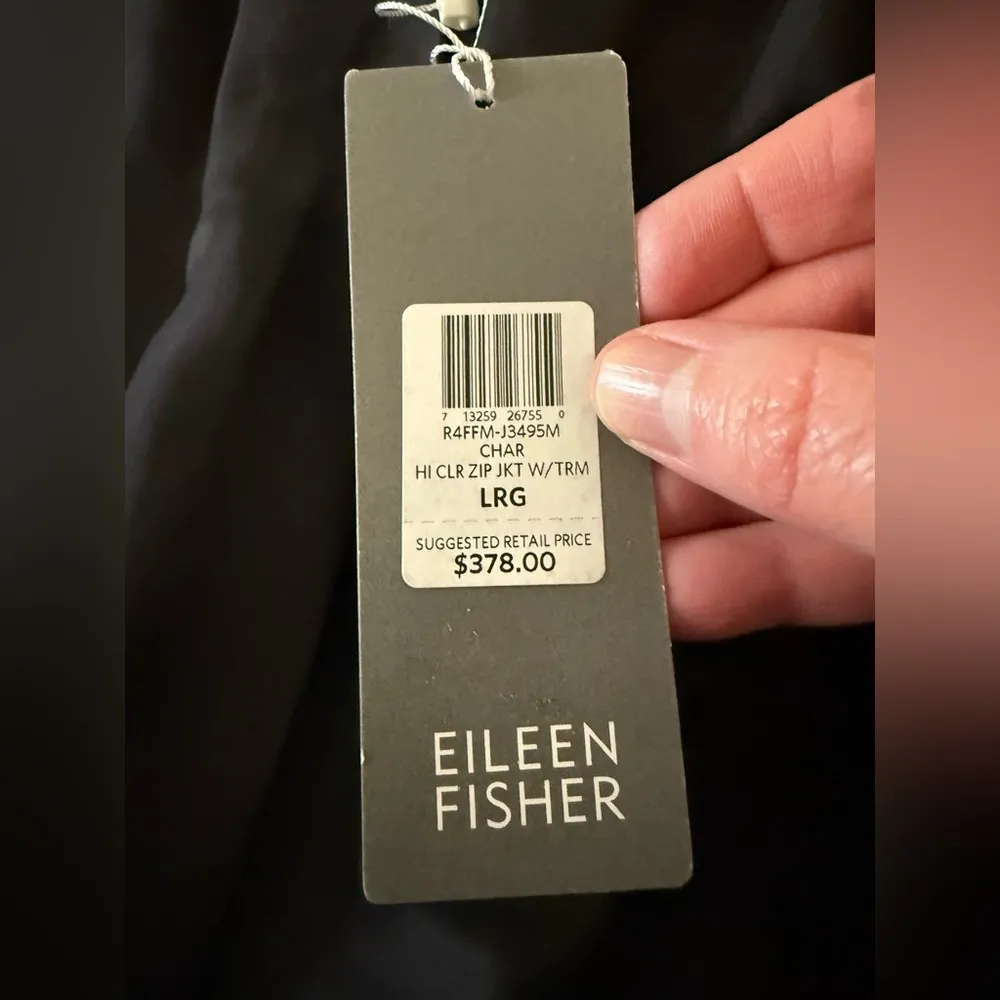 7 13259 26755 0
R4FFM-J3495M
CHAR
HI CLR ZIP JKT W/TRM
LRG
SUGGESTED RETAIL PRICE
$378.00
EILEEN
FISHER